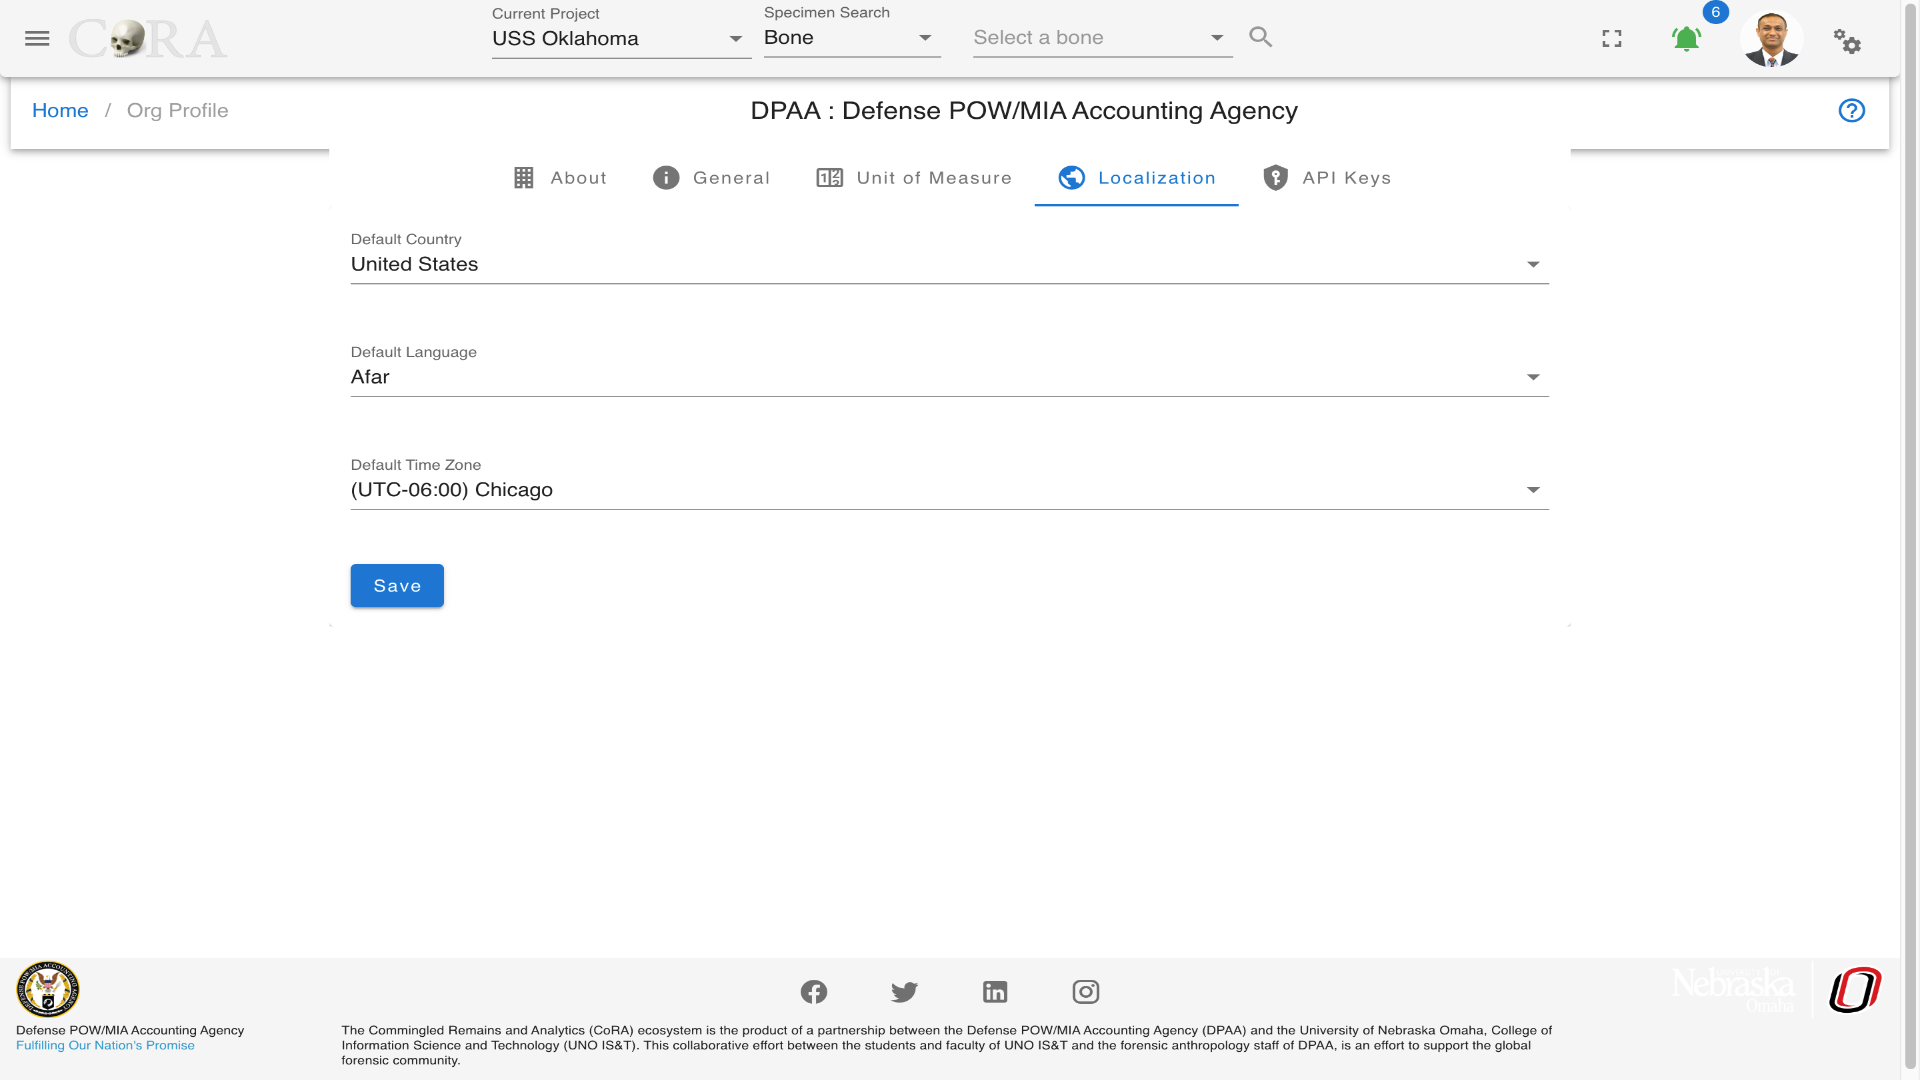 CoRA
Current Project
USS Oklahoma
Specimen Search
Bone
Select a bone
6
Home / Org Profile
DPAA : Defense POW/MIA Accounting Agency
About
General
Unit of Measure
Localization
API Keys
Default Country
United States
Default Language
Afar
Default Time Zone
(UTC-06:00) Chicago
Save
Defense POW/MIA Accounting Agency
Fulfilling Our Nation's Promise
The Commingled Remains and Analytics (CoRA) ecosystem is the product of a partnership between the Defense POW/MIA Accounting Agency (DPAA) and the University of Nebraska Omaha, College of
Information Science and Technology (UNO IS&T). This collaborative effort between the students and faculty of UNO IS&T and the forensic anthropology staff of DPAA, is an effort to support the global
forensic community.
Nebraska
Omaha